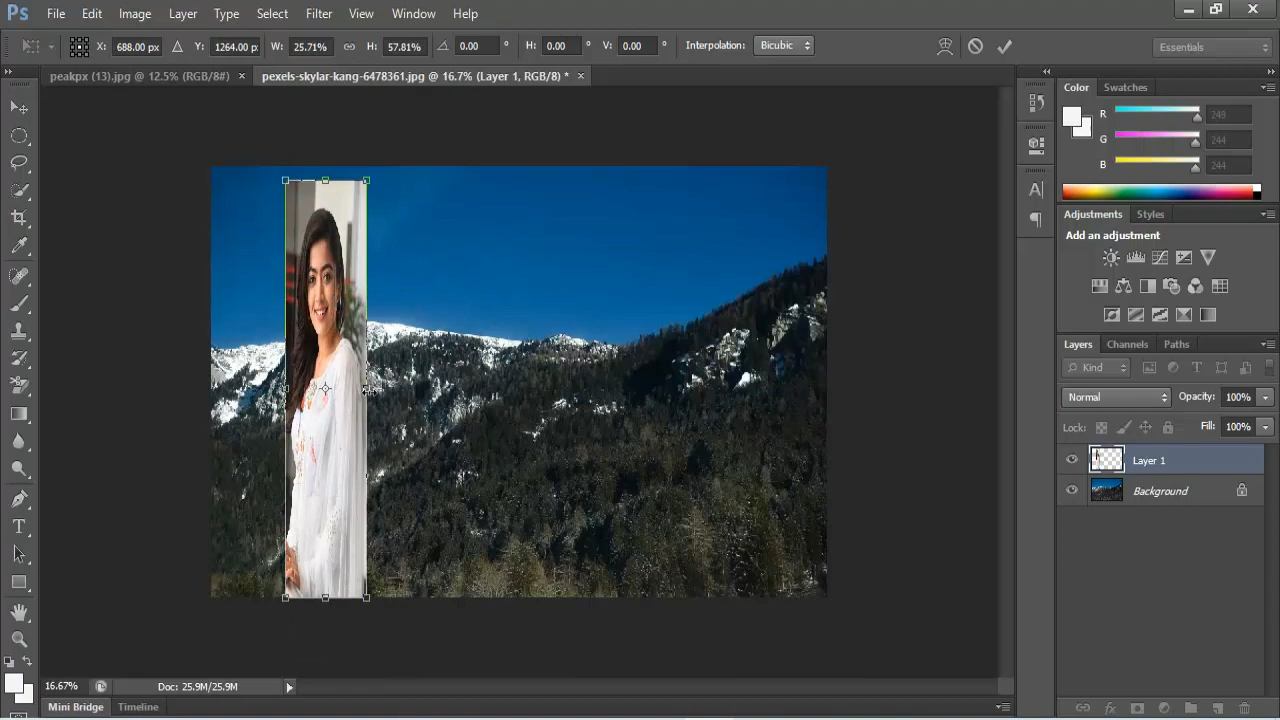 Ps File Edit Image Layer Type Select Filter View Window Help
X: 688.00 px Y: 1264.00 px W: 25.71% H: 57.81% 0.00 ° H: 0.00 ° V: 0.00 ° Interpolation: Bicubic Essentials
peakpx (13).jpg @ 12.5% (RGB/8#) × pexels-skylar-kang-6478361.jpg @ 16.7% (Layer 1, RGB/8) * ×
Color Swatches
R 249
G 244
B 244
Adjustments Styles
Add an adjustment
Layers Channels Paths
Kind
Normal Opacity: 100%
Lock: Fill: 100%
Layer 1
Background
16.67% Doc: 25.9M/25.9M
Mini Bridge Timeline